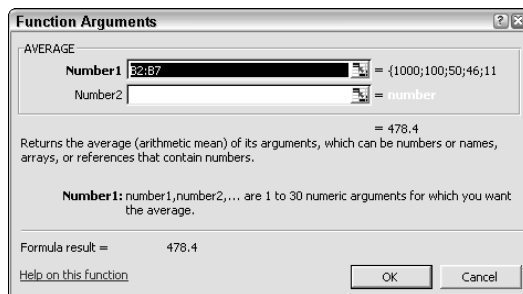 Function Arguments
AVERAGE
Number1 B2:B7 = {1000;100;50;46;11
Number2 = number
= 478.4
Returns the average (arithmetic mean) of its arguments, which can be numbers or names,
arrays, or references that contain numbers.
Number1: number1,number2,... are 1 to 30 numeric arguments for which you want
the average.
Formula result = 478.4
Help on this function OK Cancel